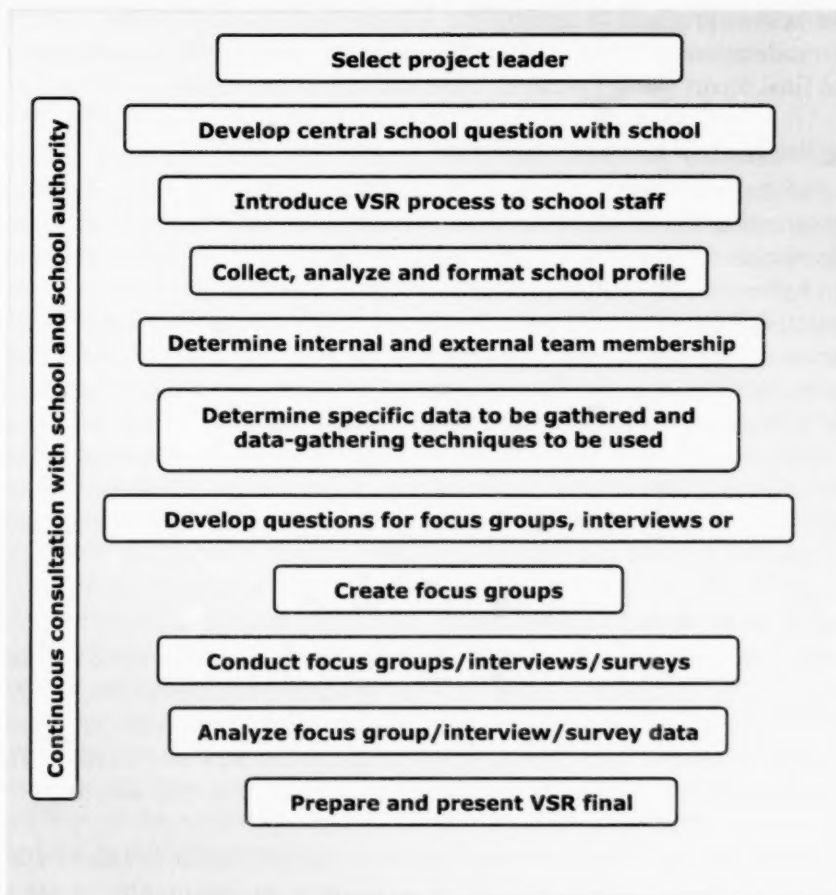 Select project leader
Continuous consultation with school and school authority
Develop central school question with school
Introduce VSR process to school staff
Collect, analyze and format school profile
Determine internal and external team membership
Determine specific data to be gathered and
data-gathering techniques to be used
Develop questions for focus groups, interviews or
Create focus groups
Conduct focus groups/interviews/surveys
Analyze focus group/interview/survey data
Prepare and present VSR final